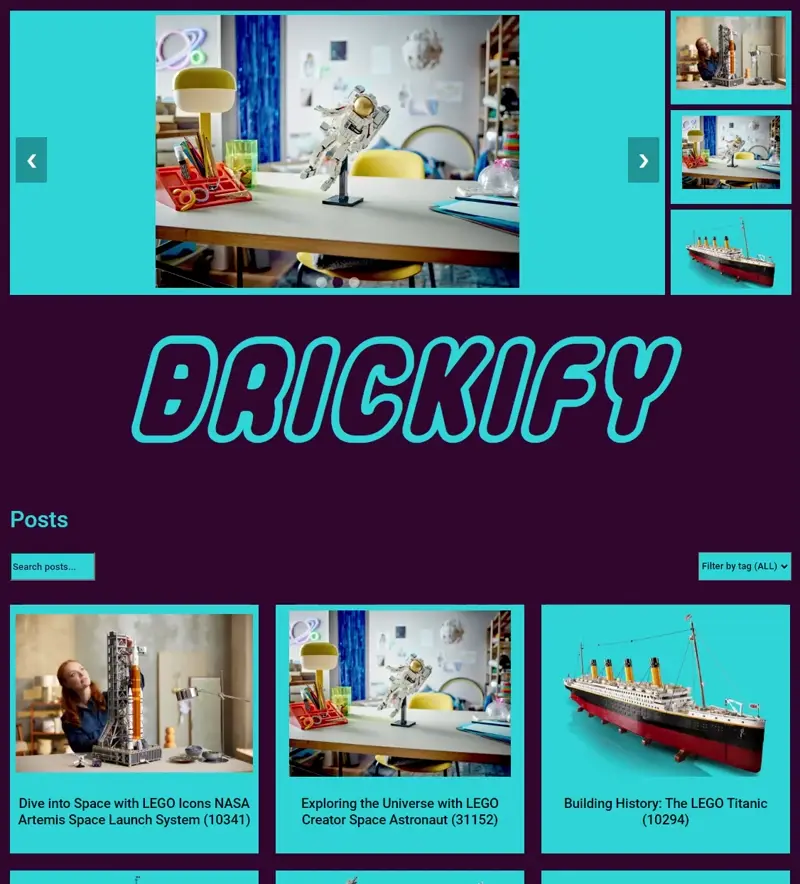 ‹
›
BRICKIFY
Posts
Search posts...
Filter by tag (ALL)
Dive into Space with LEGO Icons NASA
Artemis Space Launch System (10341)
Exploring the Universe with LEGO
Creator Space Astronaut (31152)
Building History: The LEGO Titanic
(10294)